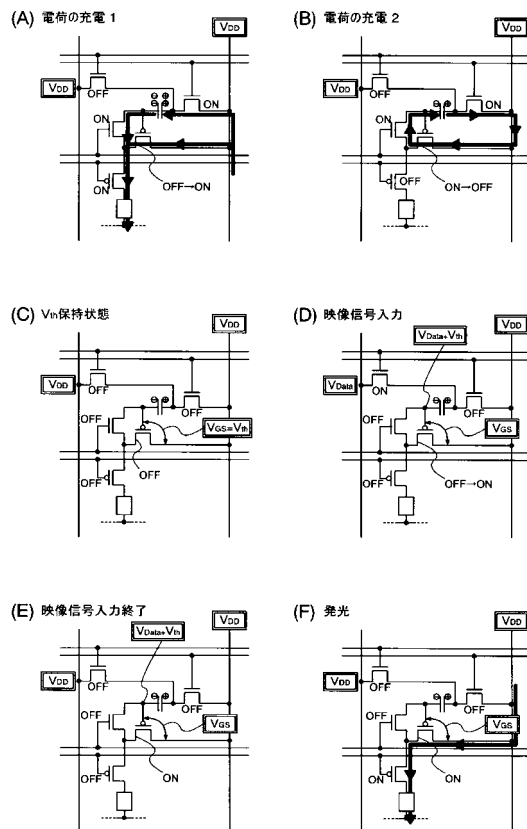 (A) 電荷の充電 1
VDD
VDD
OFF
⊖ ⊕
⊖ ⊕
ON
ON
ON
OFF→ON
(B) 電荷の充電 2
VDD
VDD
OFF
⊖ ⊕
ON
ON
OFF
ON→OFF
(C) Vth保持状態
VDD
VDD
OFF
⊖ ⊕
OFF
OFF
VGS=Vth
OFF
OFF
(D) 映像信号入力
VDD
VData+Vth
VData
ON
⊖ ⊕
OFF
OFF
VGS
OFF
OFF→ON
(E) 映像信号入力終了
VDD
VData+Vth
VDD
OFF
⊖ ⊕
OFF
OFF
VGS
OFF
ON
(F) 発光
VDD
VDD
OFF
⊖ ⊕
OFF
OFF
VGS
ON
ON